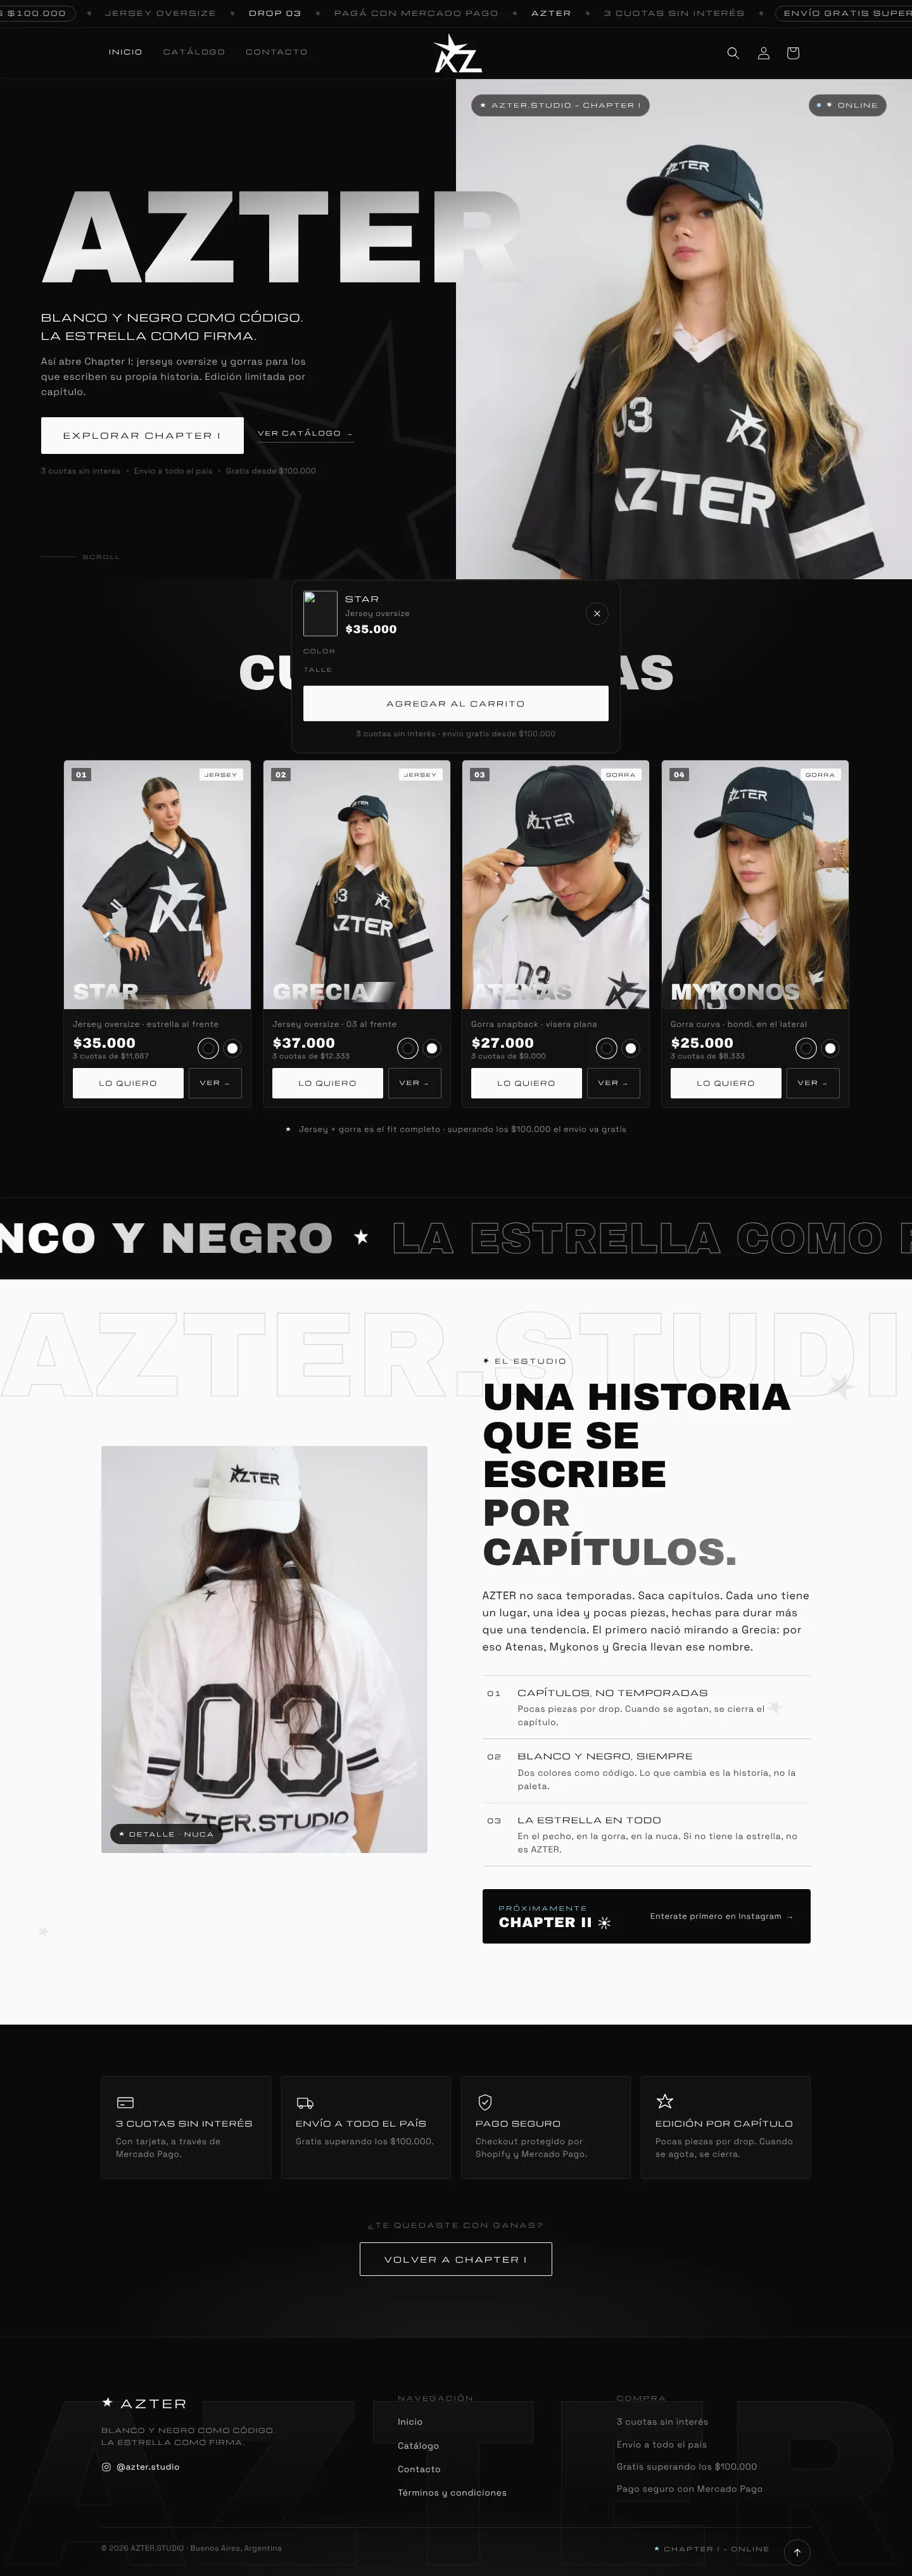 $100.000 JERSEY OVERSIZE DROP 03 PAGÁ CON MERCADO PAGO AZTER 3 CUOTAS SIN INTERÉS ENVÍO GRATIS SUPER
INICIO CATÁLOGO CONTACTO
AZ
AZTER.STUDIO – CHAPTER I
ONLINE
AZTER
BLANCO Y NEGRO COMO CÓDIGO.
LA ESTRELLA COMO FIRMA.
Así abre Chapter I: jerseys oversize y gorras para los
que escriben su propia historia. Edición limitada por
capítulo.
EXPLORAR CHAPTER I
VER CATÁLOGO →
3 cuotas sin interés · Envío a todo el país · Gratis desde $100.000
SCROLL
03
AZTER
STAR
Jersey oversize
$35.000
COLOR
TALLE
AGREGAR AL CARRITO
3 cuotas sin interés · envío gratis desde $100.000
01
JERSEY
AZ
STAR
Jersey oversize · estrella al frente
$35.000
3 cuotas de $11.667
LO QUIERO
VER →
02
JERSEY
AZTER
03
AZTER
GRECIA
Jersey oversize · 03 al frente
$37.000
3 cuotas de $12.333
LO QUIERO
VER →
03
GORRA
AZTER
03
ATENAS
Gorra snapback · visera plana
$27.000
3 cuotas de $9.000
LO QUIERO
VER →
04
GORRA
AZTER
MYKONOS
Gorra curva · bondi. en el lateral
$25.000
3 cuotas de $8.333
LO QUIERO
VER →
★ Jersey + gorra es el fit completo · superando los $100.000 el envío va gratis
NCO Y NEGRO ★ LA ESTRELLA COMO
AZTER.STUDI
EL ESTUDIO
UNA HISTORIA
QUE SE
ESCRIBE
POR
CAPÍTULOS.
AZTER no saca temporadas. Saca capítulos. Cada uno tiene
un lugar, una idea y pocas piezas, hechas para durar más
que una tendencia. El primero nació mirando a Grecia: por
eso Atenas, Mykonos y Grecia llevan ese nombre.
01 CAPÍTULOS, NO TEMPORADAS
Pocas piezas por drop. Cuando se agotan, se cierra el
capítulo.
02 BLANCO Y NEGRO, SIEMPRE
Dos colores como código. Lo que cambia es la historia, no la
paleta.
03 LA ESTRELLA EN TODO
En el pecho, en la gorra, en la nuca. Si no tiene la estrella, no
es AZTER.
AZTER
03
TER.STUDIO
DETALLE · NUCA
PRÓXIMAMENTE
CHAPTER II
Enterate primero en Instagram →
3 CUOTAS SIN INTERÉS
Con tarjeta, a través de
Mercado Pago.
ENVÍO A TODO EL PAÍS
Gratis superando los $100.000.
PAGO SEGURO
Checkout protegido por
Shopify y Mercado Pago.
EDICIÓN POR CAPÍTULO
Pocas piezas por drop. Cuando
se agota, se cierra.
¿TE QUEDASTE CON GANAS?
VOLVER A CHAPTER I
AZTER
★ AZTER
BLANCO Y NEGRO COMO CÓDIGO.
LA ESTRELLA COMO FIRMA.
@azter.studio
NAVEGACIÓN
Inicio
Catálogo
Contacto
Términos y condiciones
COMPRA
3 cuotas sin interés
Envío a todo el país
Gratis superando los $100.000
Pago seguro con Mercado Pago
© 2026 AZTER.STUDIO · Buenos Aires, Argentina
★ CHAPTER I – ONLINE